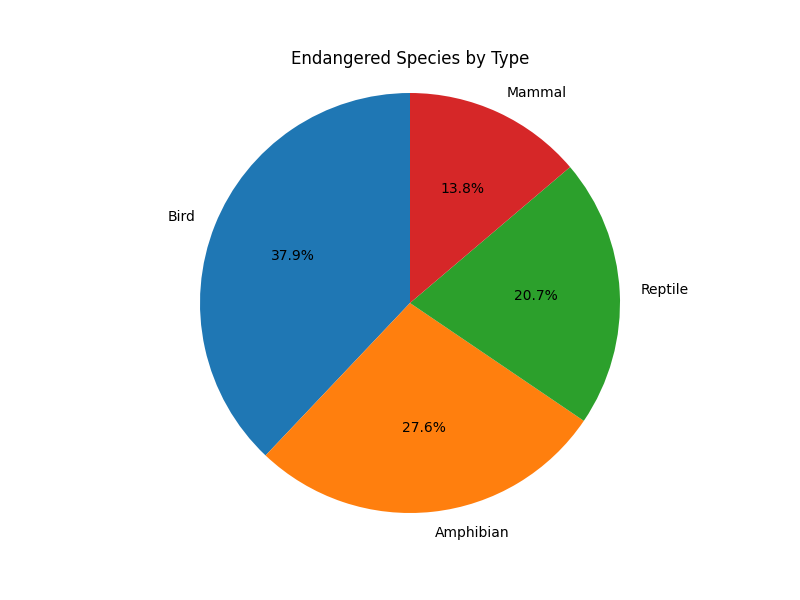 Endangered Species by Type
Mammal
13.8%
Bird
37.9%
Reptile
20.7%
27.6%
Amphibian